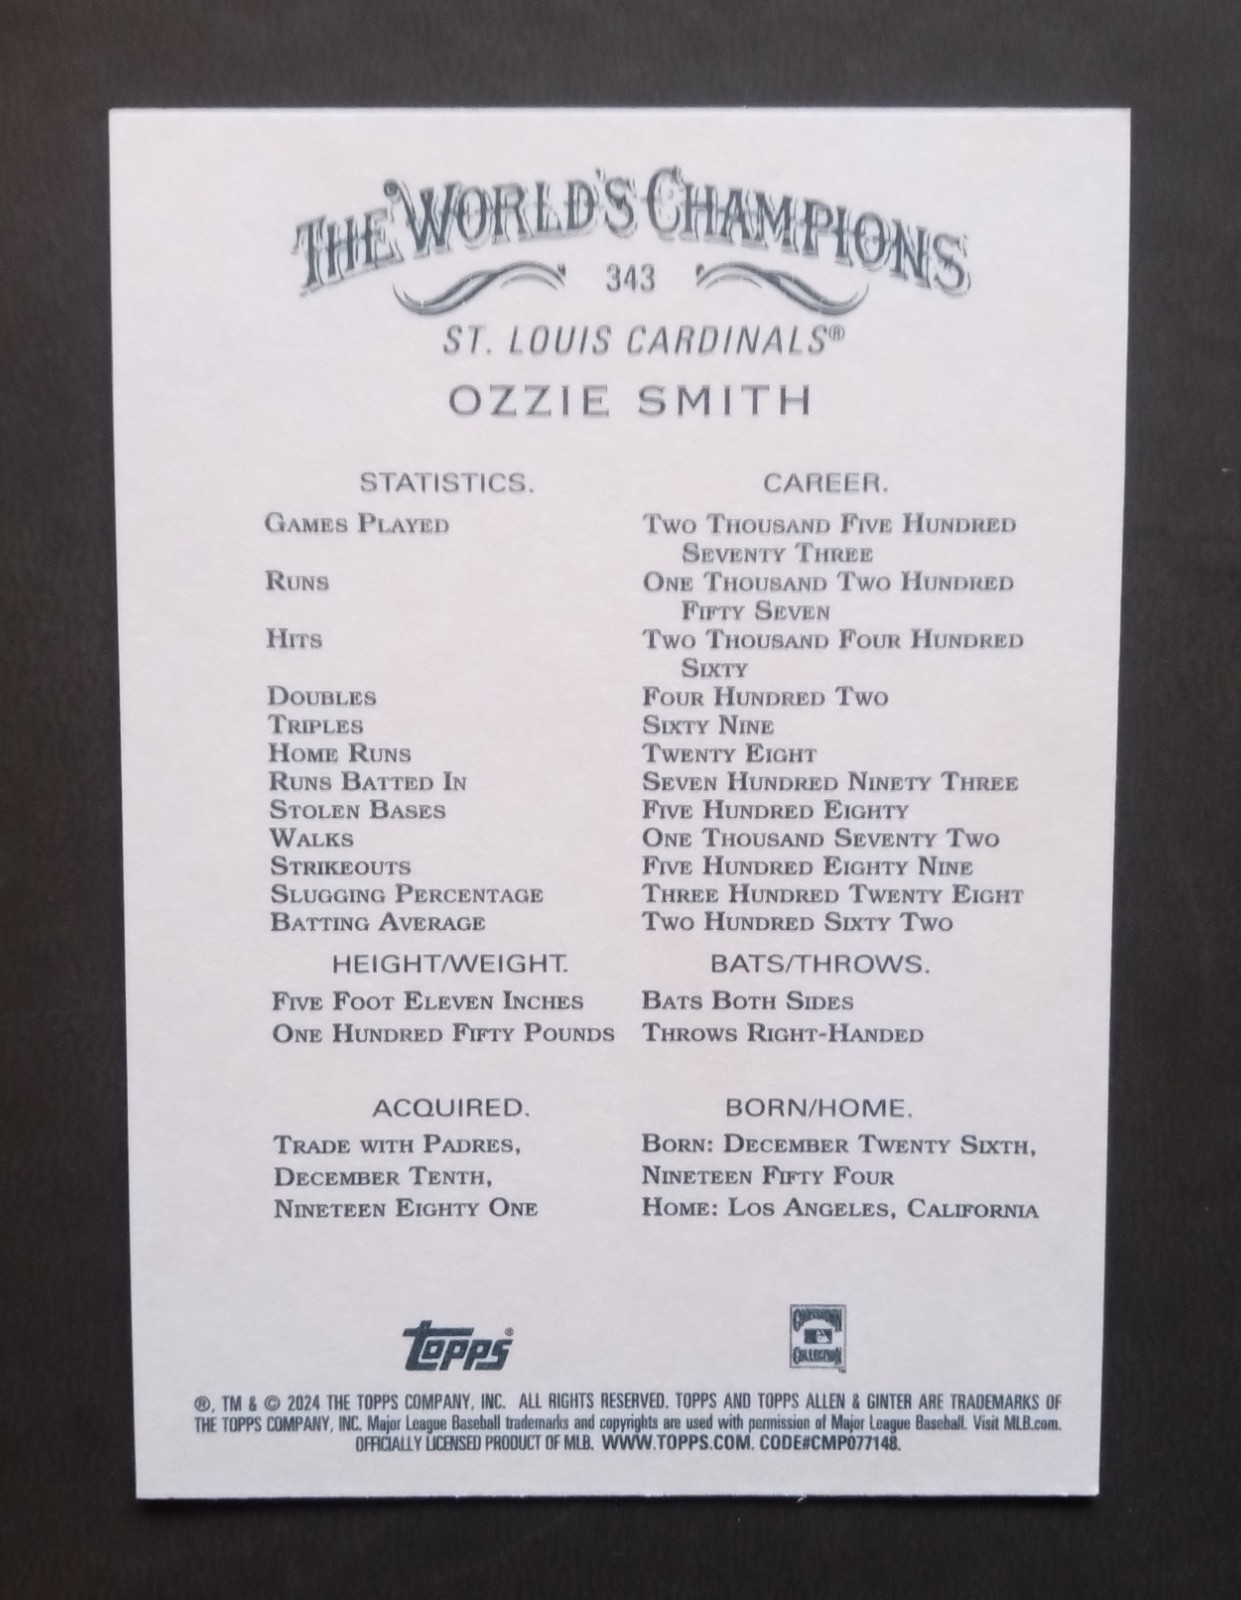 THE WORLD'S CHAMPIONS
343
ST. LOUIS CARDINALS®
OZZIE SMITH
STATISTICS. CAREER.
GAMES PLAYED TWO THOUSAND FIVE HUNDRED
SEVENTY THREE
RUNS ONE THOUSAND TWO HUNDRED
FIFTY SEVEN
HITS TWO THOUSAND FOUR HUNDRED
SIXTY
DOUBLES FOUR HUNDRED TWO
TRIPLES SIXTY NINE
HOME RUNS TWENTY EIGHT
RUNS BATTED IN SEVEN HUNDRED NINETY THREE
STOLEN BASES FIVE HUNDRED EIGHTY
WALKS ONE THOUSAND SEVENTY TWO
STRIKEOUTS FIVE HUNDRED EIGHTY NINE
SLUGGING PERCENTAGE THREE HUNDRED TWENTY EIGHT
BATTING AVERAGE TWO HUNDRED SIXTY TWO
HEIGHT/WEIGHT. BATS/THROWS.
FIVE FOOT ELEVEN INCHES BATS BOTH SIDES
ONE HUNDRED FIFTY POUNDS THROWS RIGHT-HANDED
ACQUIRED. BORN/HOME.
TRADE WITH PADRES, BORN: DECEMBER TWENTY SIXTH,
DECEMBER TENTH, NINETEEN FIFTY FOUR
NINETEEN EIGHTY ONE HOME: LOS ANGELES, CALIFORNIA
TOPPS® COOPERSTOWN
COLLECTION™
®, TM & © 2024 THE TOPPS COMPANY, INC. ALL RIGHTS RESERVED. TOPPS AND TOPPS ALLEN & GINTER ARE TRADEMARKS OF
THE TOPPS COMPANY, INC. Major League Baseball trademarks and copyrights are used with permission of Major League Baseball. Visit MLB.com.
OFFICIALLY LICENSED PRODUCT OF MLB. WWW.TOPPS.COM. CODE#CMP077148.